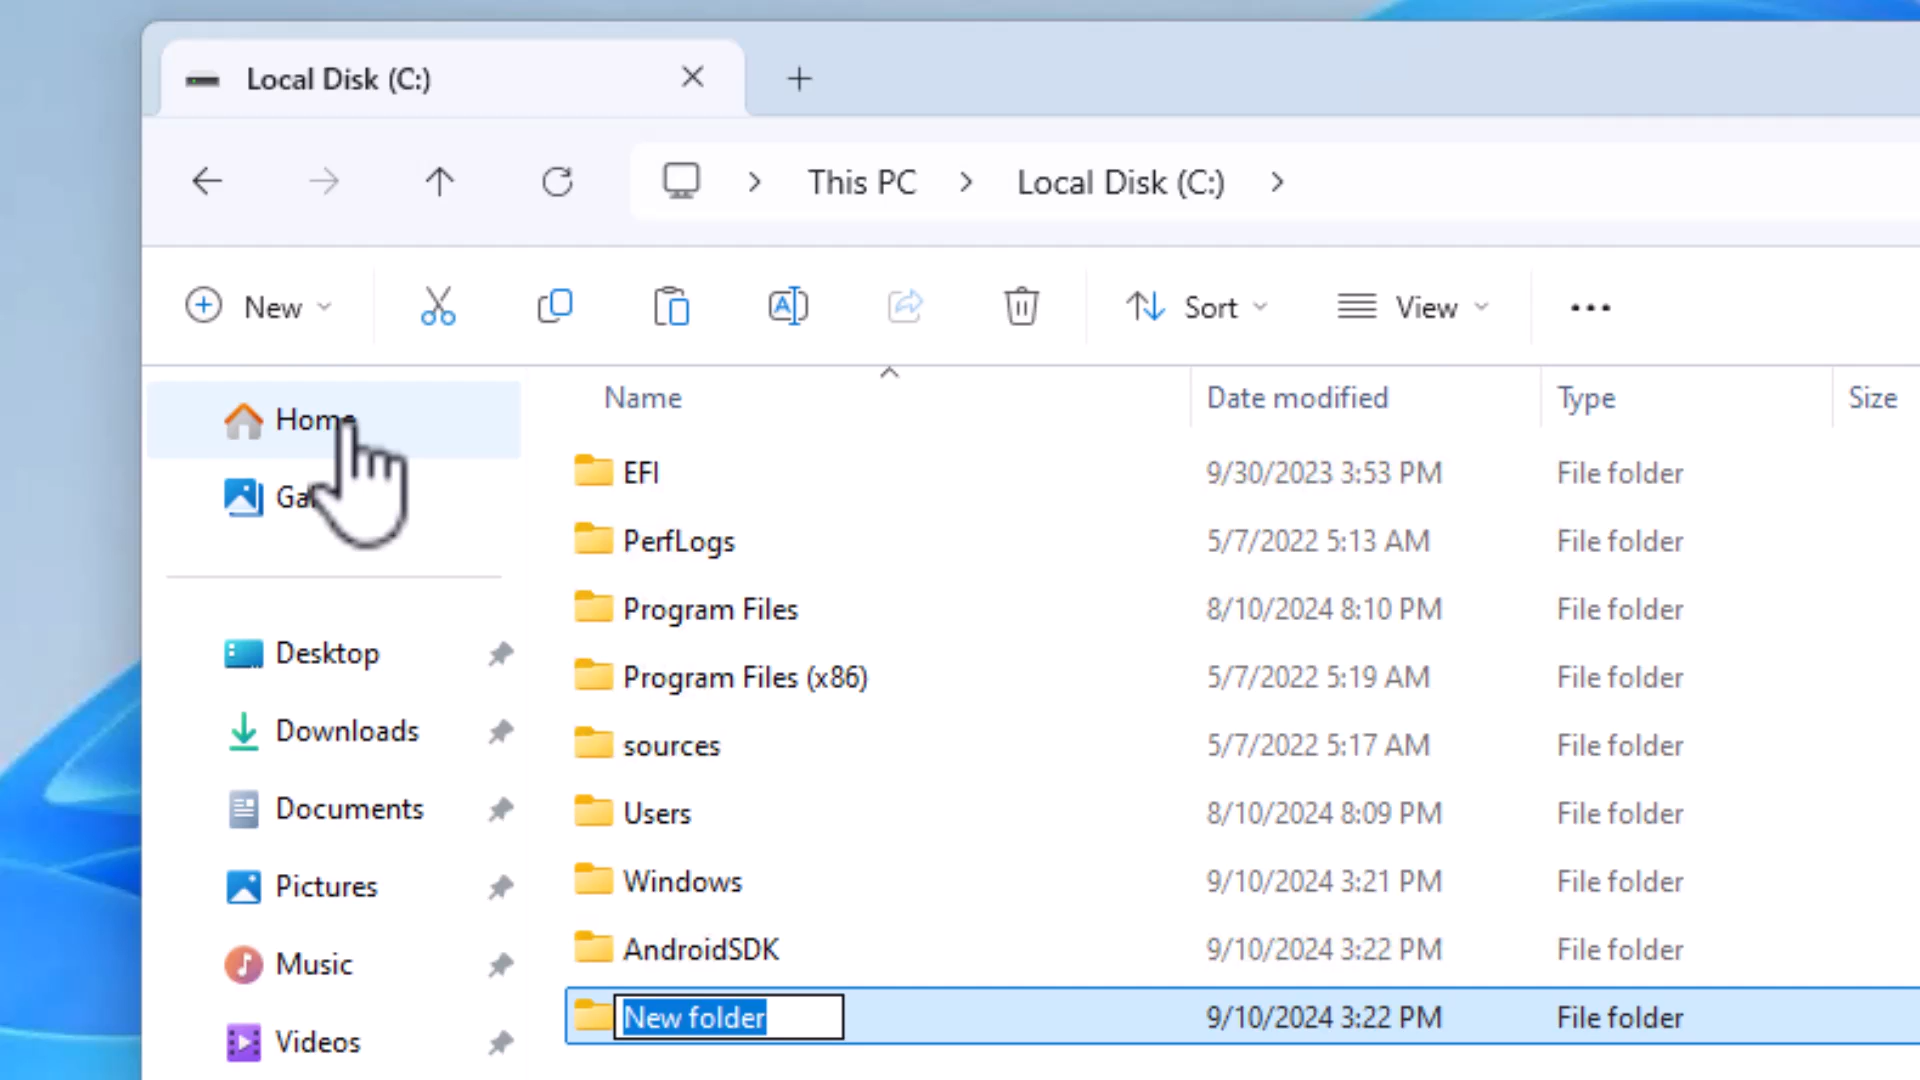 Local Disk (C:)
This PC Local Disk (C:)
New Sort View
Name Date modified Type Size
Home
EFI 9/30/2023 3:53 PM File folder
PerfLogs 5/7/2022 5:13 AM File folder
Program Files 8/10/2024 8:10 PM File folder
Desktop
Program Files (x86) 5/7/2022 5:19 AM File folder
Downloads
sources 5/7/2022 5:17 AM File folder
Documents
Users 8/10/2024 8:09 PM File folder
Pictures
Windows 9/10/2024 3:21 PM File folder
Music
AndroidSDK 9/10/2024 3:22 PM File folder
New folder 9/10/2024 3:22 PM File folder
Videos